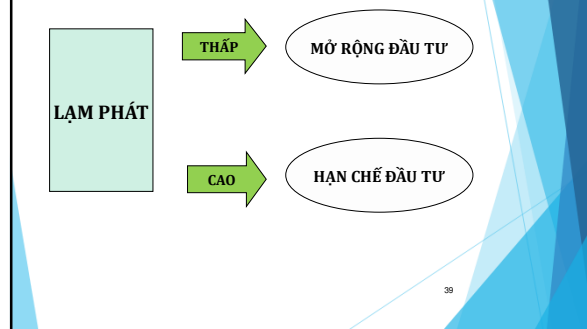 THẤP
MỞ RỘNG ĐẦU TƯ
LẠM PHÁT
CAO
HẠN CHẾ ĐẦU TƯ
39